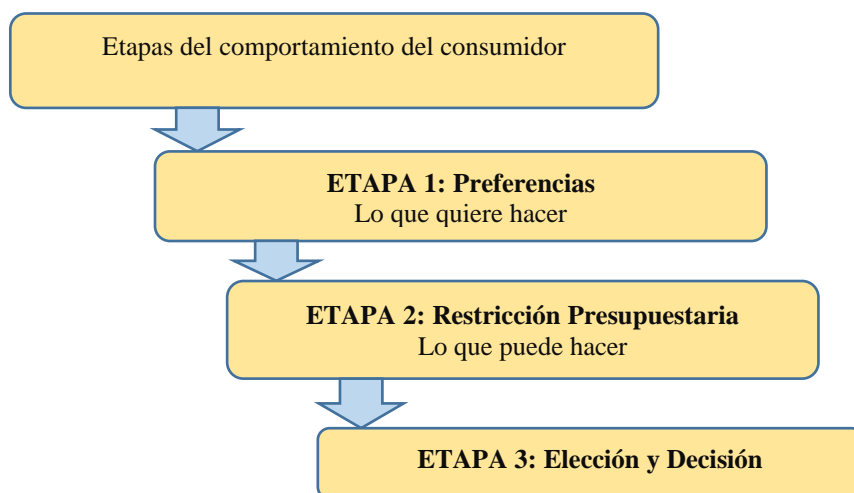 Etapas del comportamiento del consumidor
ETAPA 1: Preferencias
Lo que quiere hacer
ETAPA 2: Restricción Presupuestaria
Lo que puede hacer
ETAPA 3: Elección y Decisión